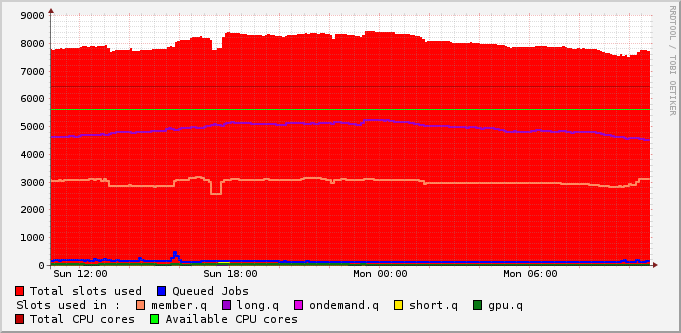 9000
8000
7000
6000
5000
4000
3000
2000
1000
0
Sun 12:00 Sun 18:00 Mon 00:00 Mon 06:00
RRDTOOL / TOBI OETIKER
Total slots used Queued Jobs
Slots used in : member.q long.q ondemand.q short.q gpu.q
Total CPU cores Available CPU cores